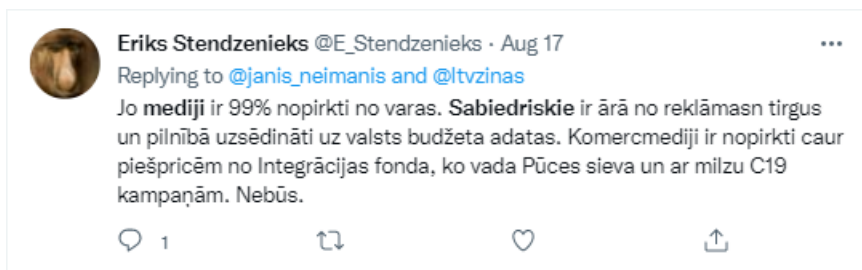 Eriks Stendzenieks @E_Stendzenieks · Aug 17
Replying to @janis_neimanis and @ltvzinas
Jo mediji ir 99% nopirkti no varas. Sabiedriskie ir ārā no reklāmasn tirgus
un pilnībā uzsēdināti uz valsts budžeta adatas. Komercmediji ir nopirkti caur
piešpricēm no Integrācijas fonda, ko vada Pūces sieva un ar milzu C19
kampaņām. Nebūs.
1